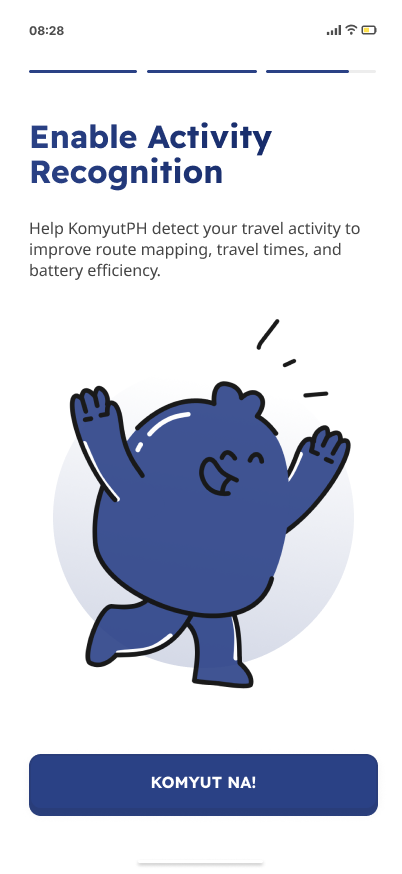 08:28
Enable Activity
Recognition
Help KomyutPH detect your travel activity to
improve route mapping, travel times, and
battery efficiency.
KOMYUT NA!